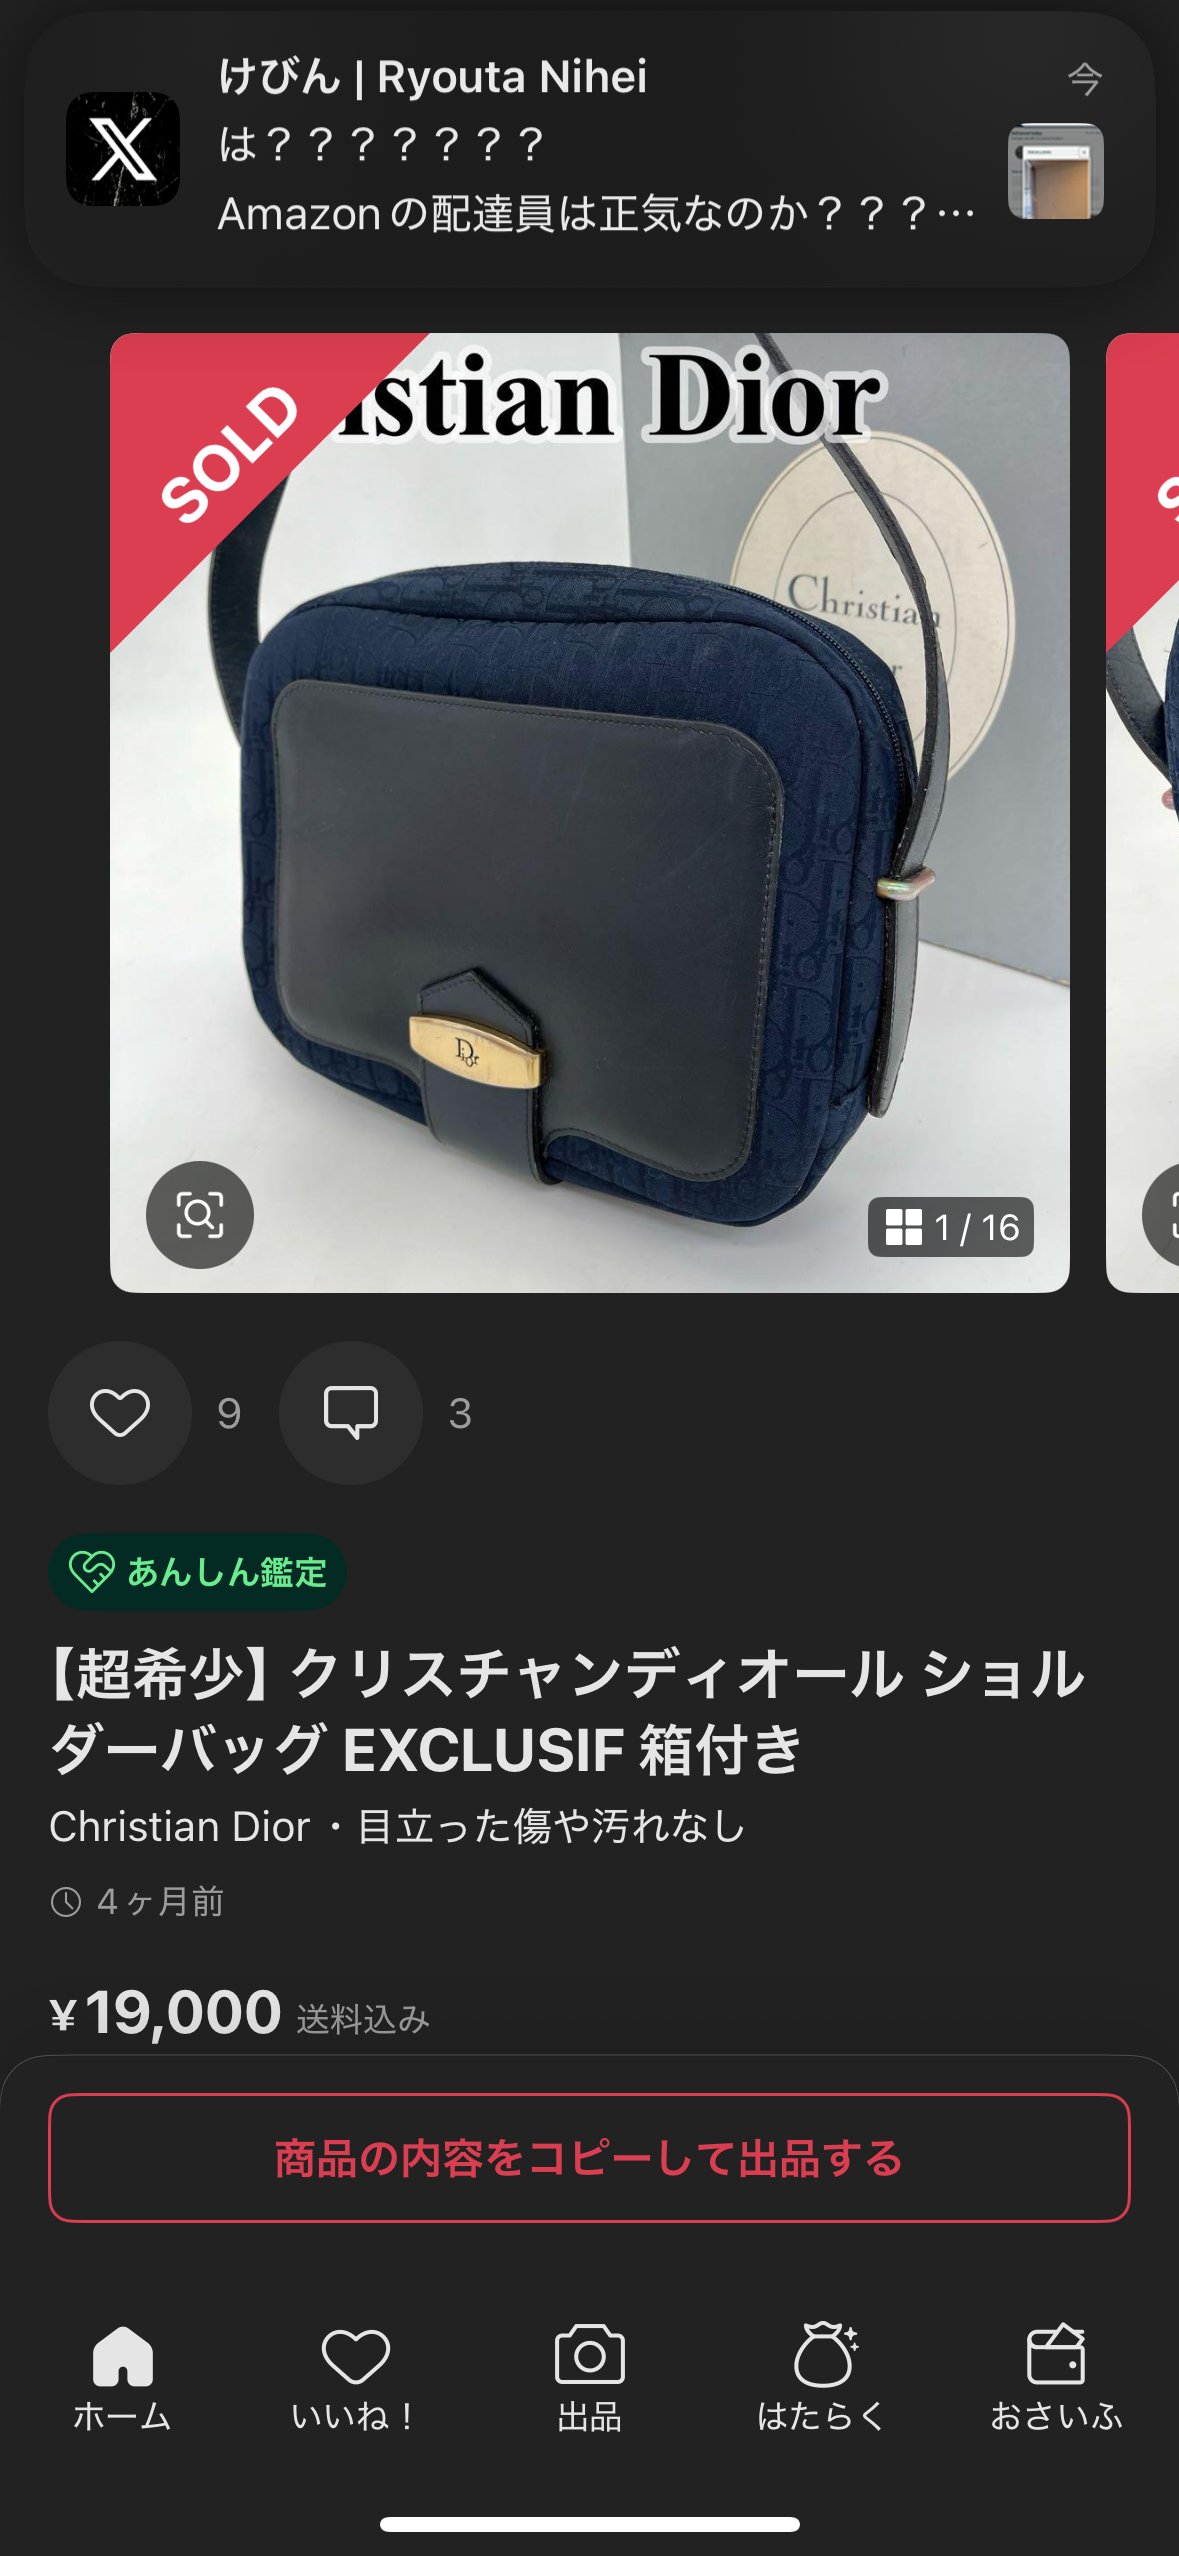 けびん | Ryouta Nihei
今
は？？？？？？？
Amazonの配達員は正気なのか？？？…
SOLD
istian Dior
Christian
Dior
1 / 16
9
3
あんしん鑑定
【超希少】クリスチャンディオール ショル
ダーバッグ EXCLUSIF 箱付き
Christian Dior・目立った傷や汚れなし
4ヶ月前
¥19,000 送料込み
商品の内容をコピーして出品する
ホーム
いいね！
出品
はたらく
おさいふ